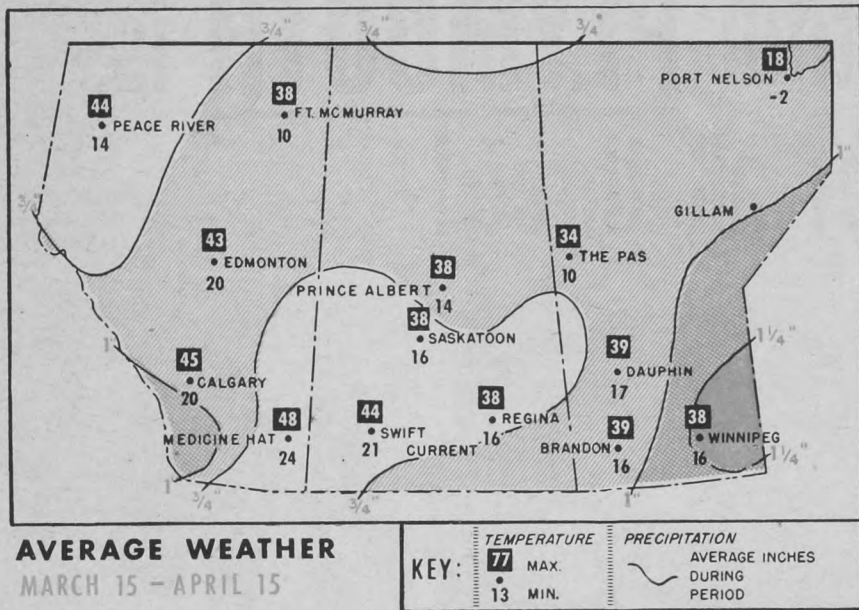 3/4"
3/4"
3/4"
18
PORT NELSON
-2
44
PEACE RIVER
14
38
FT. MCMURRAY
10
1"
3/4"
GILLAM
43
EDMONTON
20
34
THE PAS
10
38
PRINCE ALBERT
14
38
SASKATOON
16
1"
1 1/4"
45
CALGARY
20
39
DAUPHIN
17
48
MEDICINE HAT
24
44
SWIFT
CURRENT
21
38
REGINA
16
39
BRANDON
16
38
WINNIPEG
16
1 1/4"
1"
3/4"
3/4"
1"
AVERAGE WEATHER
MARCH 15 – APRIL 15
KEY:
TEMPERATURE
77 MAX.
13 MIN.
PRECIPITATION
AVERAGE INCHES
DURING
PERIOD